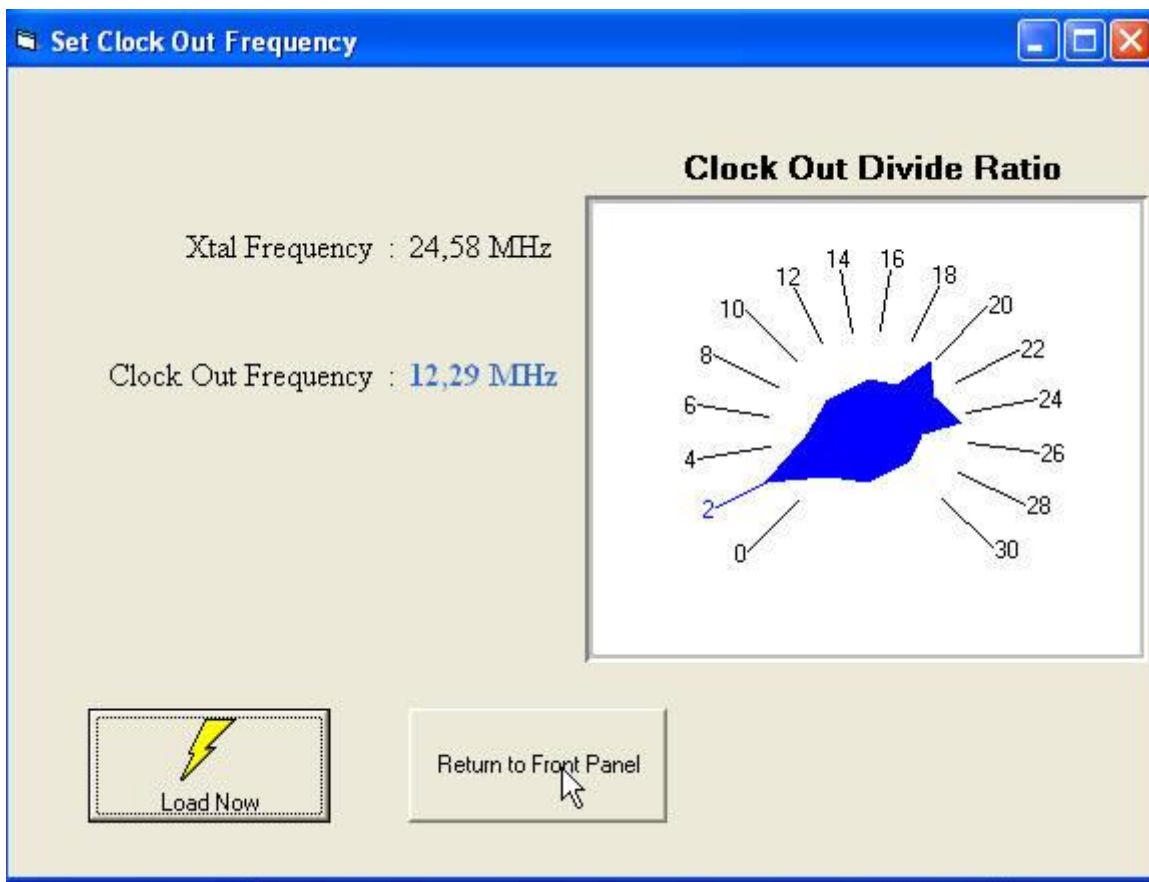 Set Clock Out Frequency
Clock Out Divide Ratio
Xtal Frequency : 24,58 MHz
Clock Out Frequency : 12,29 MHz
0
2
4
6
8
10
12
14
16
18
20
22
24
26
28
30
Load Now
Return to Front Panel